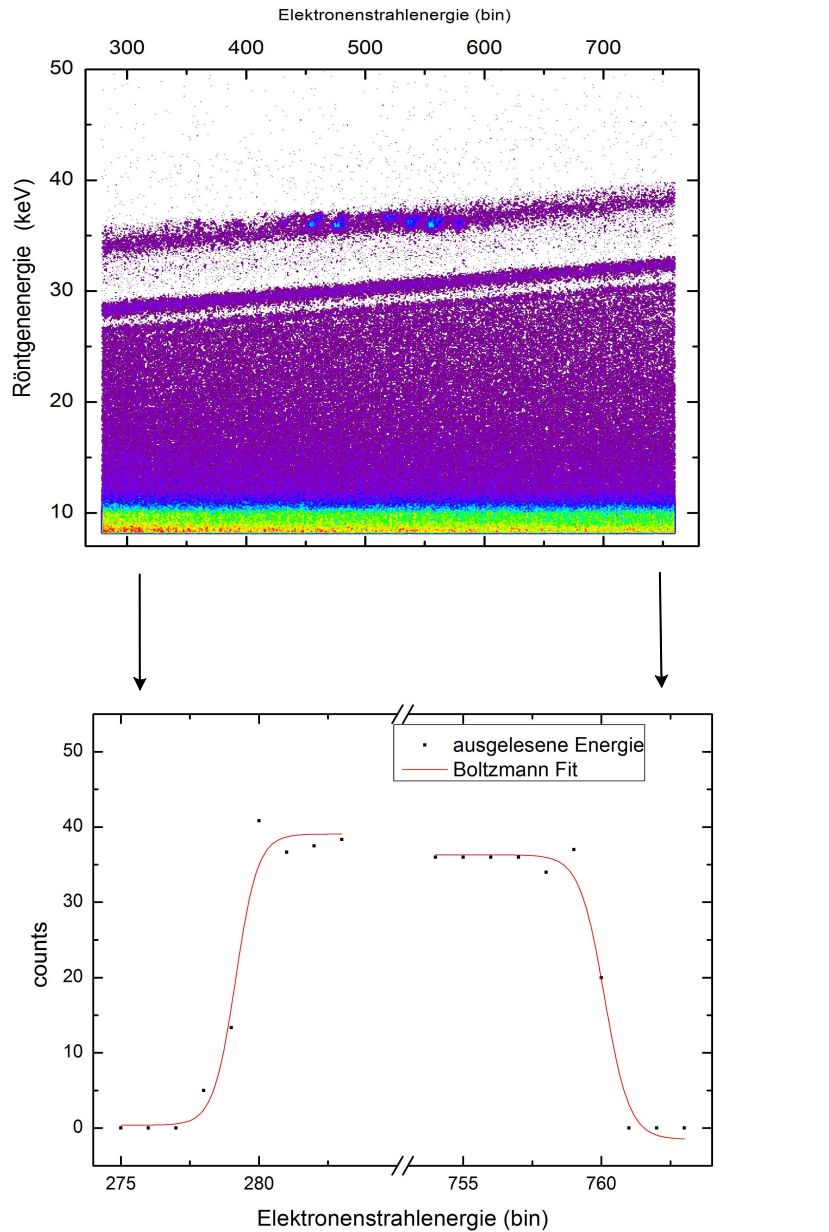 Elektronenstrahlenergie (bin)
300 400 500 600 700
50
40
30
20
10
Röntgenenergie (keV)
ausgelesene Energie
Boltzmann Fit
50
40
30
20
10
0
counts
275 280 755 760
Elektronenstrahlenergie (bin)